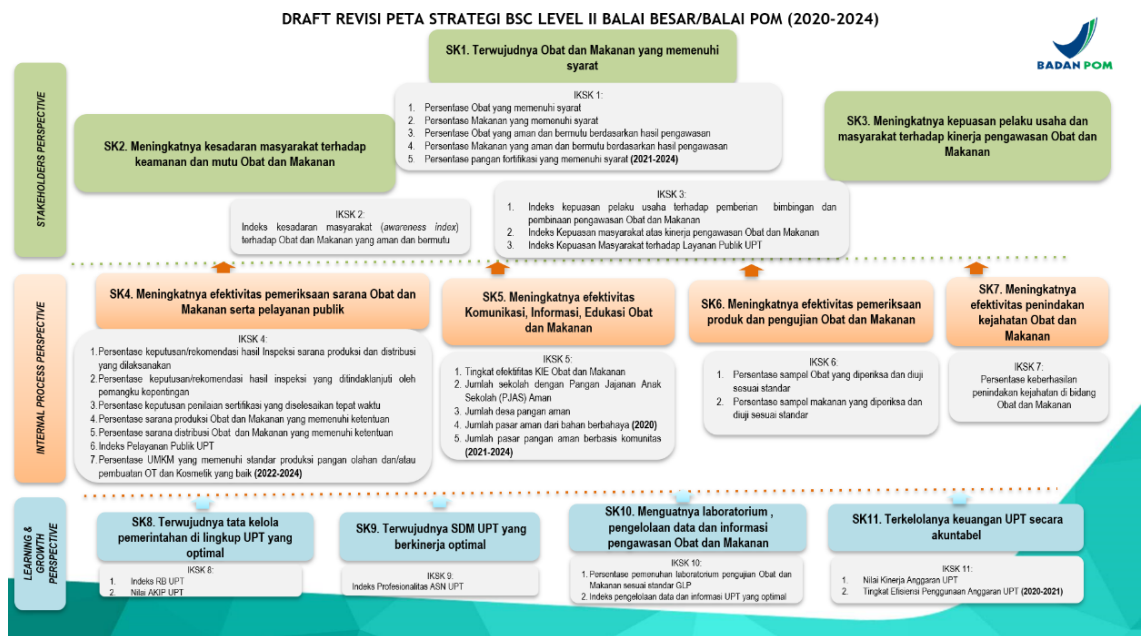 DRAFT REVISI PETA STRATEGI BSC LEVEL II BALAI BESAR/BALAI POM (2020-2024)
BADAN POM
STAKEHOLDERS PERSPECTIVE
SK1. Terwujudnya Obat dan Makanan yang memenuhi
syarat
IKSK 1:
1. Persentase Obat yang memenuhi syarat
2. Persentase Makanan yang memenuhi syarat
3. Persentase Obat yang aman dan bermutu berdasarkan hasil pengawasan
4. Persentase Makanan yang aman dan bermutu berdasarkan hasil pengawasan
5. Persentase pangan fortifikasi yang memenuhi syarat (2021-2024)
SK2. Meningkatnya kesadaran masyarakat terhadap
keamanan dan mutu Obat dan Makanan
IKSK 2:
Indeks kesadaran masyarakat (awareness index)
terhadap Obat dan Makanan yang aman dan bermutu
SK3. Meningkatnya kepuasan pelaku usaha dan
masyarakat terhadap kinerja pengawasan Obat dan
Makanan
IKSK 3:
1. Indeks kepuasan pelaku usaha terhadap pemberian bimbingan dan
pembinaan pengawasan Obat dan Makanan
2. Indeks Kepuasan masyarakat atas kinerja pengawasan Obat dan Makanan
3. Indeks Kepuasan Masyarakat terhadap Layanan Publik UPT
INTERNAL PROCESS PERSPECTIVE
SK4. Meningkatnya efektivitas pemeriksaan sarana Obat dan
Makanan serta pelayanan publik
IKSK 4:
1. Persentase keputusan/rekomendasi hasil Inspeksi sarana produksi dan distribusi
yang dilaksanakan
2. Persentase keputusan/rekomendasi hasil inspeksi yang ditindaklanjuti oleh
pemangku kepentingan
3. Persentase keputusan penilaian sertifikasi yang diselesaikan tepat waktu
4. Persentase sarana produksi Obat dan Makanan yang memenuhi ketentuan
5. Persentase sarana distribusi Obat dan Makanan yang memenuhi ketentuan
6. Indeks Pelayanan Publik UPT
7. Persentase UMKM yang memenuhi standar produksi pangan olahan dan/atau
pembuatan OT dan Kosmetik yang baik (2022-2024)
SK5. Meningkatnya efektivitas
Komunikasi, Informasi, Edukasi Obat
dan Makanan
IKSK 5:
1. Tingkat efektifitas KIE Obat dan Makanan
2. Jumlah sekolah dengan Pangan Jajanan Anak
Sekolah (PJAS) Aman
3. Jumlah desa pangan aman
4. Jumlah pasar aman dari bahan berbahaya (2020)
5. Jumlah pasar pangan aman berbasis komunitas
(2021-2024)
SK6. Meningkatnya efektivitas pemeriksaan
produk dan pengujian Obat dan Makanan
IKSK 6:
1. Persentase sampel Obat yang diperiksa dan diuji
sesuai standar
2. Persentase sampel makanan yang diperiksa dan
diuji sesuai standar
SK7. Meningkatnya
efektivitas penindakan
kejahatan Obat dan
Makanan
IKSK 7:
Persentase keberhasilan
penindakan kejahatan di bidang
Obat dan Makanan
LEARNING &
GROWTH
PERSPECTIVE
SK8. Terwujudnya tata kelola
pemerintahan di lingkup UPT yang
optimal
IKSK 8:
1. Indeks RB UPT
2. Nilai AKIP UPT
SK9. Terwujudnya SDM UPT yang
berkinerja optimal
IKSK 9:
Indeks Profesionalitas ASN UPT
SK10. Menguatnya laboratorium ,
pengelolaan data dan informasi
pengawasan Obat dan Makanan
IKSK 10:
1. Persentase pemenuhan laboratorium pengujian Obat dan
Makanan sesuai standar GLP
2. Indeks pengelolaan data dan informasi UPT yang optimal
SK11. Terkelolanya keuangan UPT secara
akuntabel
IKSK 11:
1. Nilai Kinerja Anggaran UPT
2. Tingkat Efisiensi Penggunaan Anggaran UPT (2020-2021)